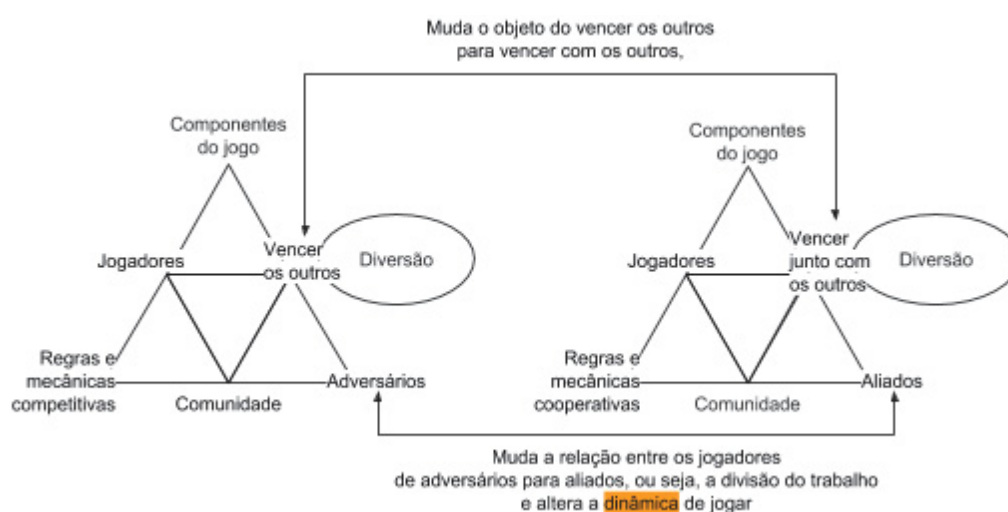 Muda o objeto do vencer os outros
para vencer com os outros,
Componentes
do jogo
Jogadores
Vencer
os outros
Diversão
Regras e
mecânicas
competitivas
Comunidade
Adversários
Componentes
do jogo
Jogadores
Vencer
junto com
os outros
Diversão
Regras e
mecânicas
cooperativas
Comunidade
Aliados
Muda a relação entre os jogadores
de adversários para aliados, ou seja, a divisão do trabalho
e altera a dinâmica de jogar